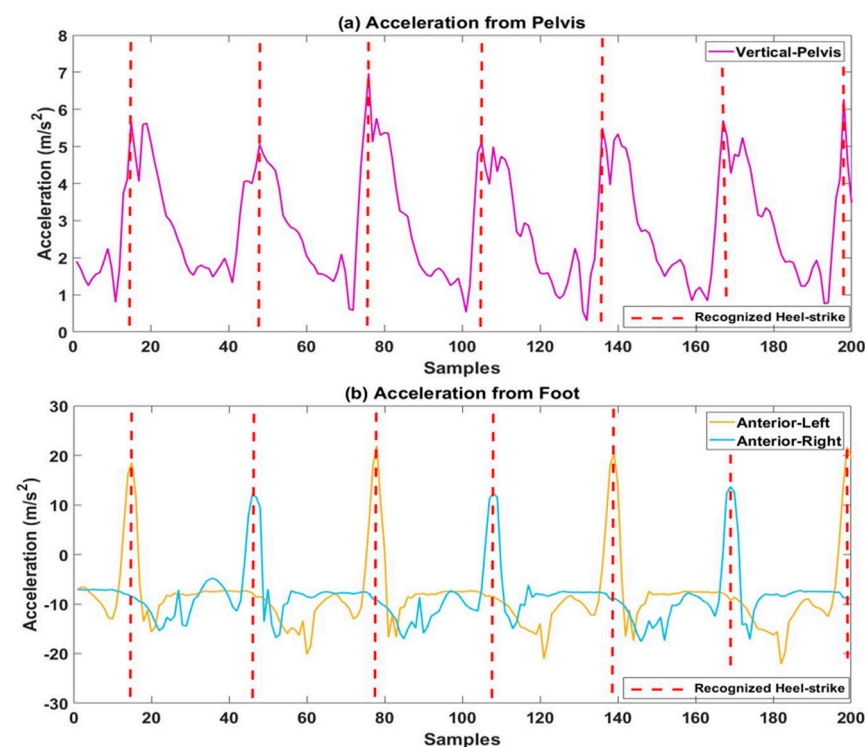 (a) Acceleration from Pelvis
8
7
6
5
4
3
2
1
0
Acceleration (m/s²)
Vertical-Pelvis
Recognized Heel-strike
0 20 40 60 80 100 120 140 160 180 200
Samples
(b) Acceleration from Foot
30
20
10
0
-10
-20
-30
Acceleration (m/s²)
Anterior-Left
Anterior-Right
Recognized Heel-strike
0 20 40 60 80 100 120 140 160 180 200
Samples